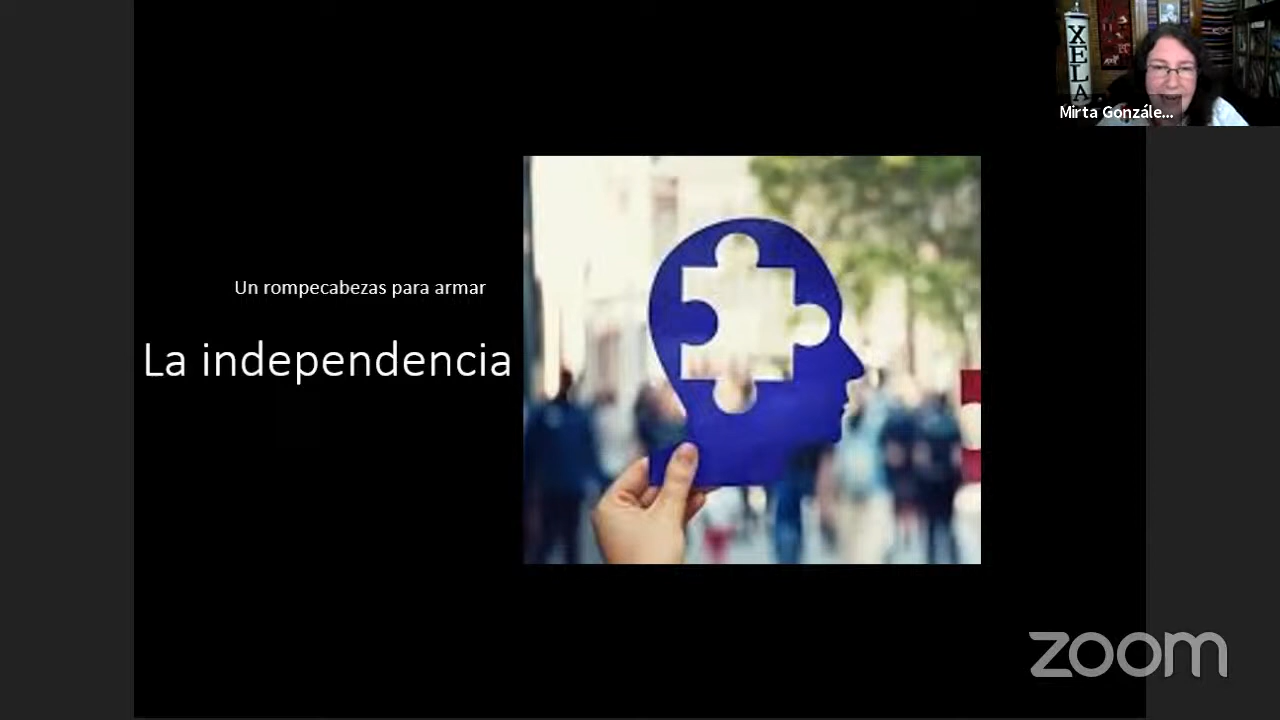 XELA
Mirta Gonzále...
Un rompecabezas para armar
La independencia
zoom